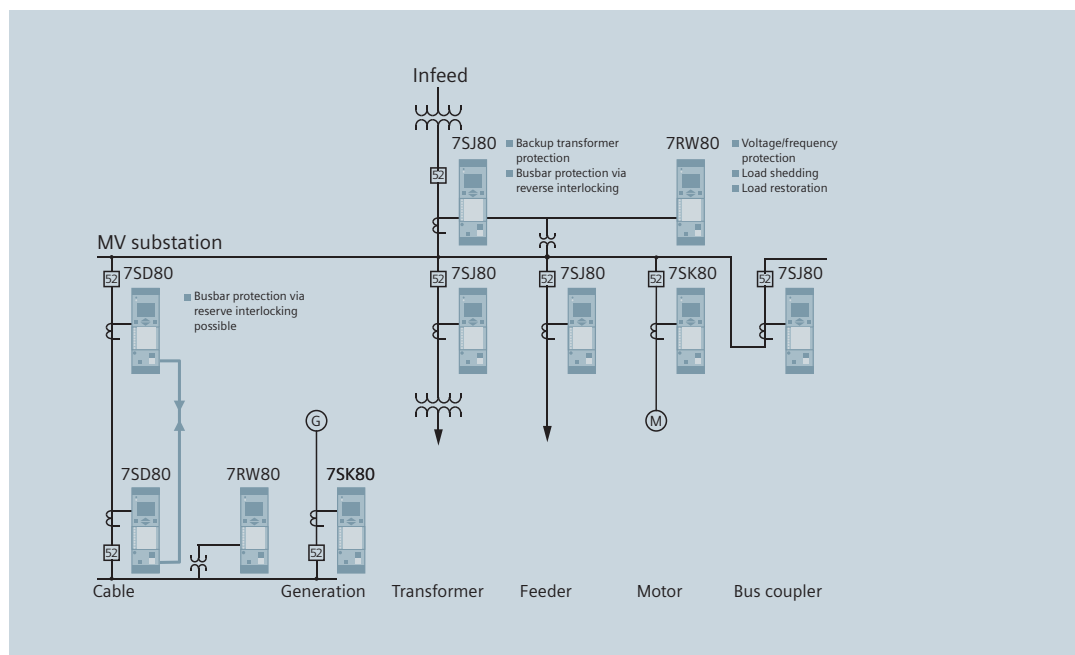 Infeed
7SJ80
Backup transformer
protection
Busbar protection via
reverse interlocking
7RW80
Voltage/frequency
protection
Load shedding
Load restoration
52
MV substation
52
7SD80
Busbar protection via
reserve interlocking
possible
52
7SJ80
52
7SJ80
52
7SK80
52
7SJ80
G
M
7SD80
7RW80
7SK80
52
52
Cable
Generation
Transformer
Feeder
Motor
Bus coupler